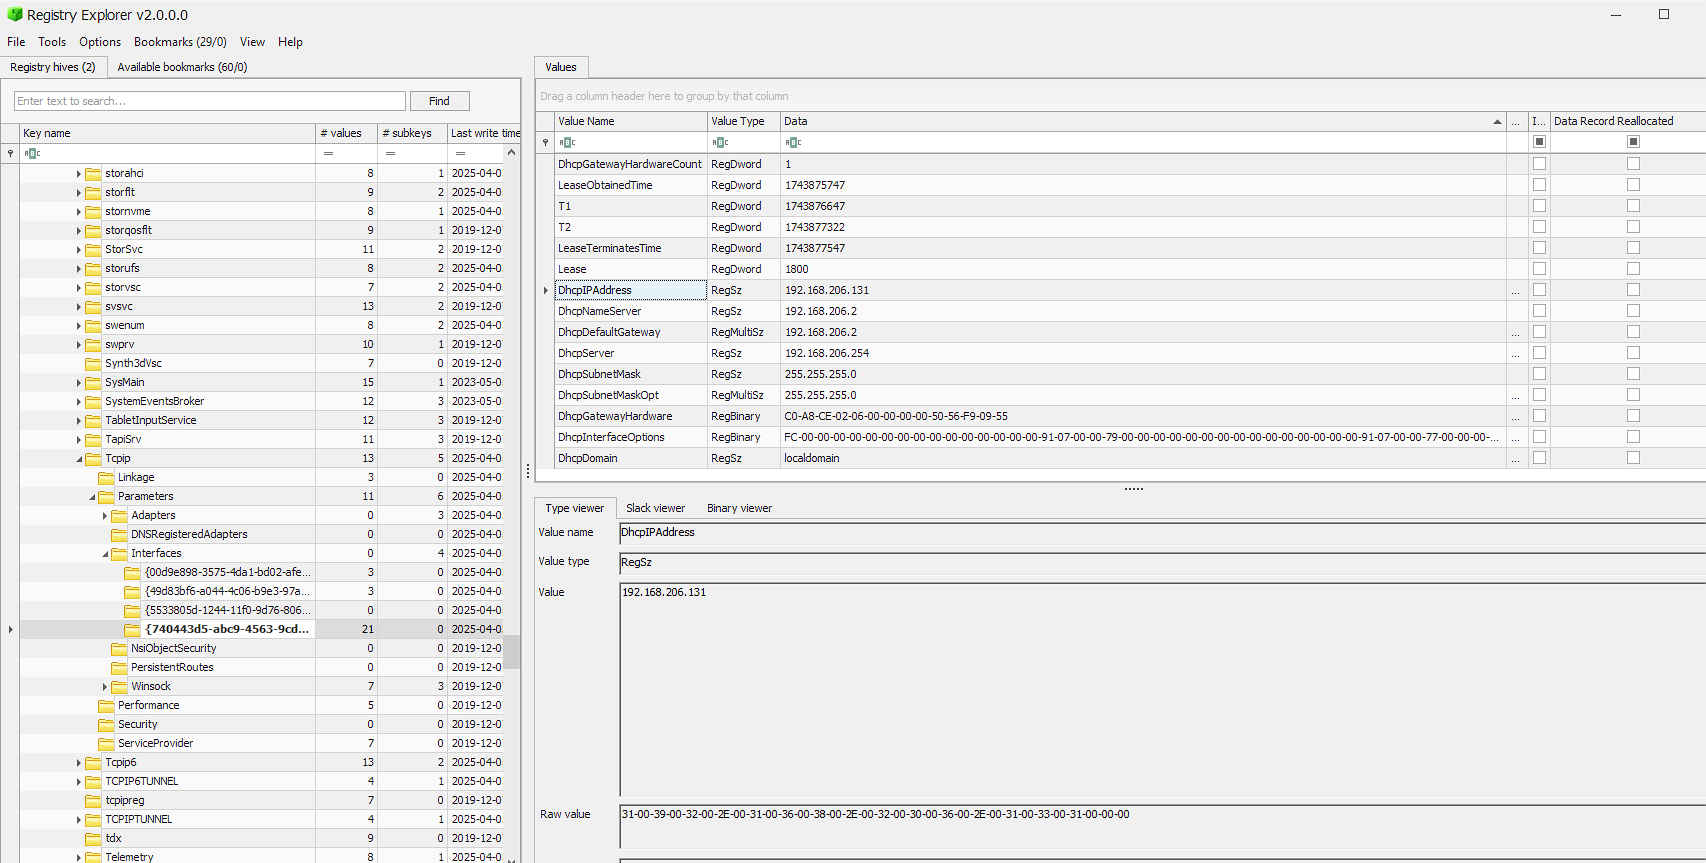 Registry Explorer v2.0.0.0
File Tools Options Bookmarks (29/0) View Help
Registry hives (2) Available bookmarks (60/0)
Enter text to search... Find
Key name # values # subkeys Last write time
= = =
storahci 8 1 2025-04-0
storflt 9 2 2025-04-0
stornvme 8 1 2025-04-0
storqosflt 9 1 2019-12-0
StorSvc 11 2 2019-12-0
storufs 8 2 2025-04-0
storvsc 7 2 2025-04-0
svsvc 13 2 2019-12-0
swenum 8 2 2025-04-0
swprv 10 1 2019-12-0
Synth3dVsc 7 0 2019-12-0
SysMain 15 1 2023-05-0
SystemEventsBroker 12 3 2023-05-0
TabletInputService 12 3 2019-12-0
TapiSrv 11 3 2019-12-0
Tcpip 13 5 2025-04-0
Linkage 3 0 2025-04-0
Parameters 11 6 2025-04-0
Adapters 0 3 2025-04-0
DNSRegisteredAdapters 0 0 2025-04-0
Interfaces 0 4 2025-04-0
{00d9e898-3575-4da1-bd02-afe... 3 0 2025-04-0
{49d83bf6-a044-4c06-b9e3-97a... 3 0 2025-04-0
{5533805d-1244-11f0-9d76-806... 0 0 2025-04-0
{740443d5-abc9-4563-9cd... 21 0 2025-04-0
NsiObjectSecurity 0 0 2019-12-0
PersistentRoutes 0 0 2019-12-0
Winsock 7 3 2019-12-0
Performance 5 0 2019-12-0
Security 0 0 2019-12-0
ServiceProvider 7 0 2019-12-0
Tcpip6 13 2 2025-04-0
TCPIP6TUNNEL 4 1 2025-04-0
tcpipreg 7 0 2019-12-0
TCPIPTUNNEL 4 1 2025-04-0
tdx 9 0 2019-12-0
Telemetry 8 1 2025-04-0
Values
Drag a column header here to group by that column
Value Name Value Type Data ... I... Data Record Reallocated
DhcpGatewayHardwareCount RegDword 1
LeaseObtainedTime RegDword 1743875747
T1 RegDword 1743876647
T2 RegDword 1743877322
LeaseTerminatesTime RegDword 1743877547
Lease RegDword 1800
DhcpIPAddress RegSz 192.168.206.131 ...
DhcpNameServer RegSz 192.168.206.2 ...
DhcpDefaultGateway RegMultiSz 192.168.206.2 ...
DhcpServer RegSz 192.168.206.254 ...
DhcpSubnetMask RegSz 255.255.255.0
DhcpSubnetMaskOpt RegMultiSz 255.255.255.0 ...
DhcpGatewayHardware RegBinary C0-A8-CE-02-06-00-00-00-00-50-56-F9-09-55 ...
DhcpInterfaceOptions RegBinary FC-00-00-00-00-00-00-00-00-00-00-00-00-00-00-00-91-07-00-00-79-00-00-00-00-00-00-00-00-00-00-00-00-00-00-00-91-07-00-00-77-00-00-00-... ...
DhcpDomain RegSz localdomain ...
Type viewer Slack viewer Binary viewer
Value name DhcpIPAddress
Value type RegSz
Value 192.168.206.131
Raw value 31-00-39-00-32-00-2E-00-31-00-36-00-38-00-2E-00-32-00-30-00-36-00-2E-00-31-00-33-00-31-00-00-00